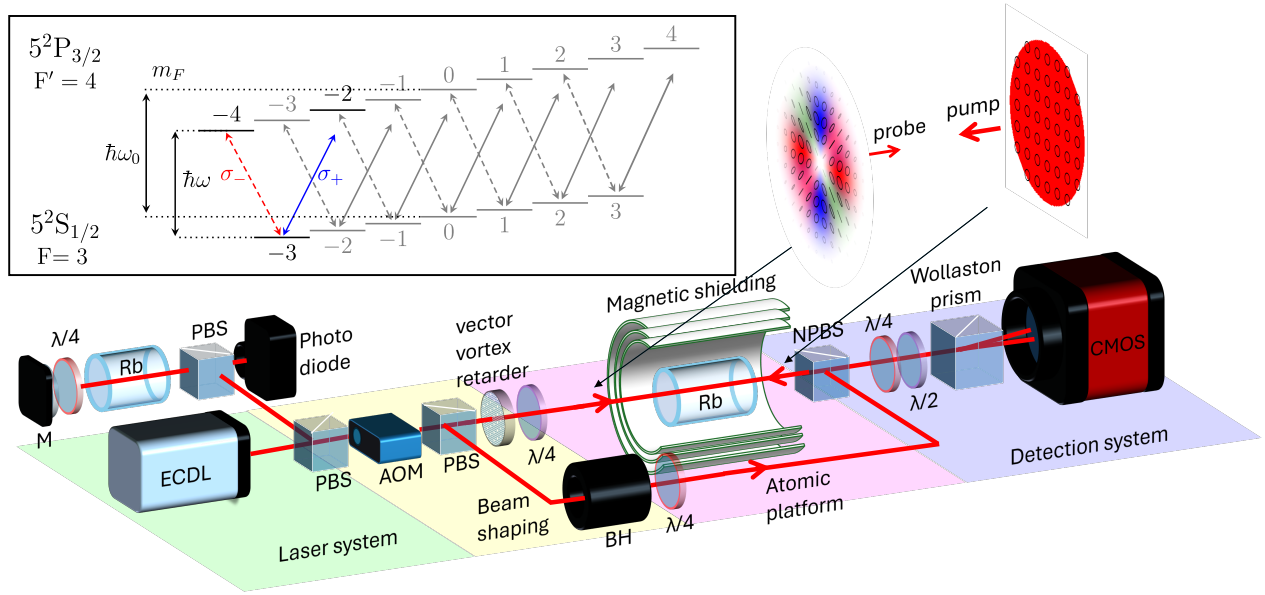 5²P₃/₂
F′ = 4
m_F
−4
−3
−2
−1
0
1
2
3
4
ħω₀
ħω
σ₋
σ₊
5²S₁/₂
F= 3
−3
−2
−1
0
1
2
3
probe
pump
λ/4
Rb
PBS
Photo
diode
M
ECDL
PBS
AOM
PBS
vector
vortex
retarder
λ/4
Magnetic shielding
Rb
NPBS
λ/4
λ/2
Wollaston
prism
CMOS
Beam
shaping
BH
λ/4
Atomic
platform
Laser system
Detection system